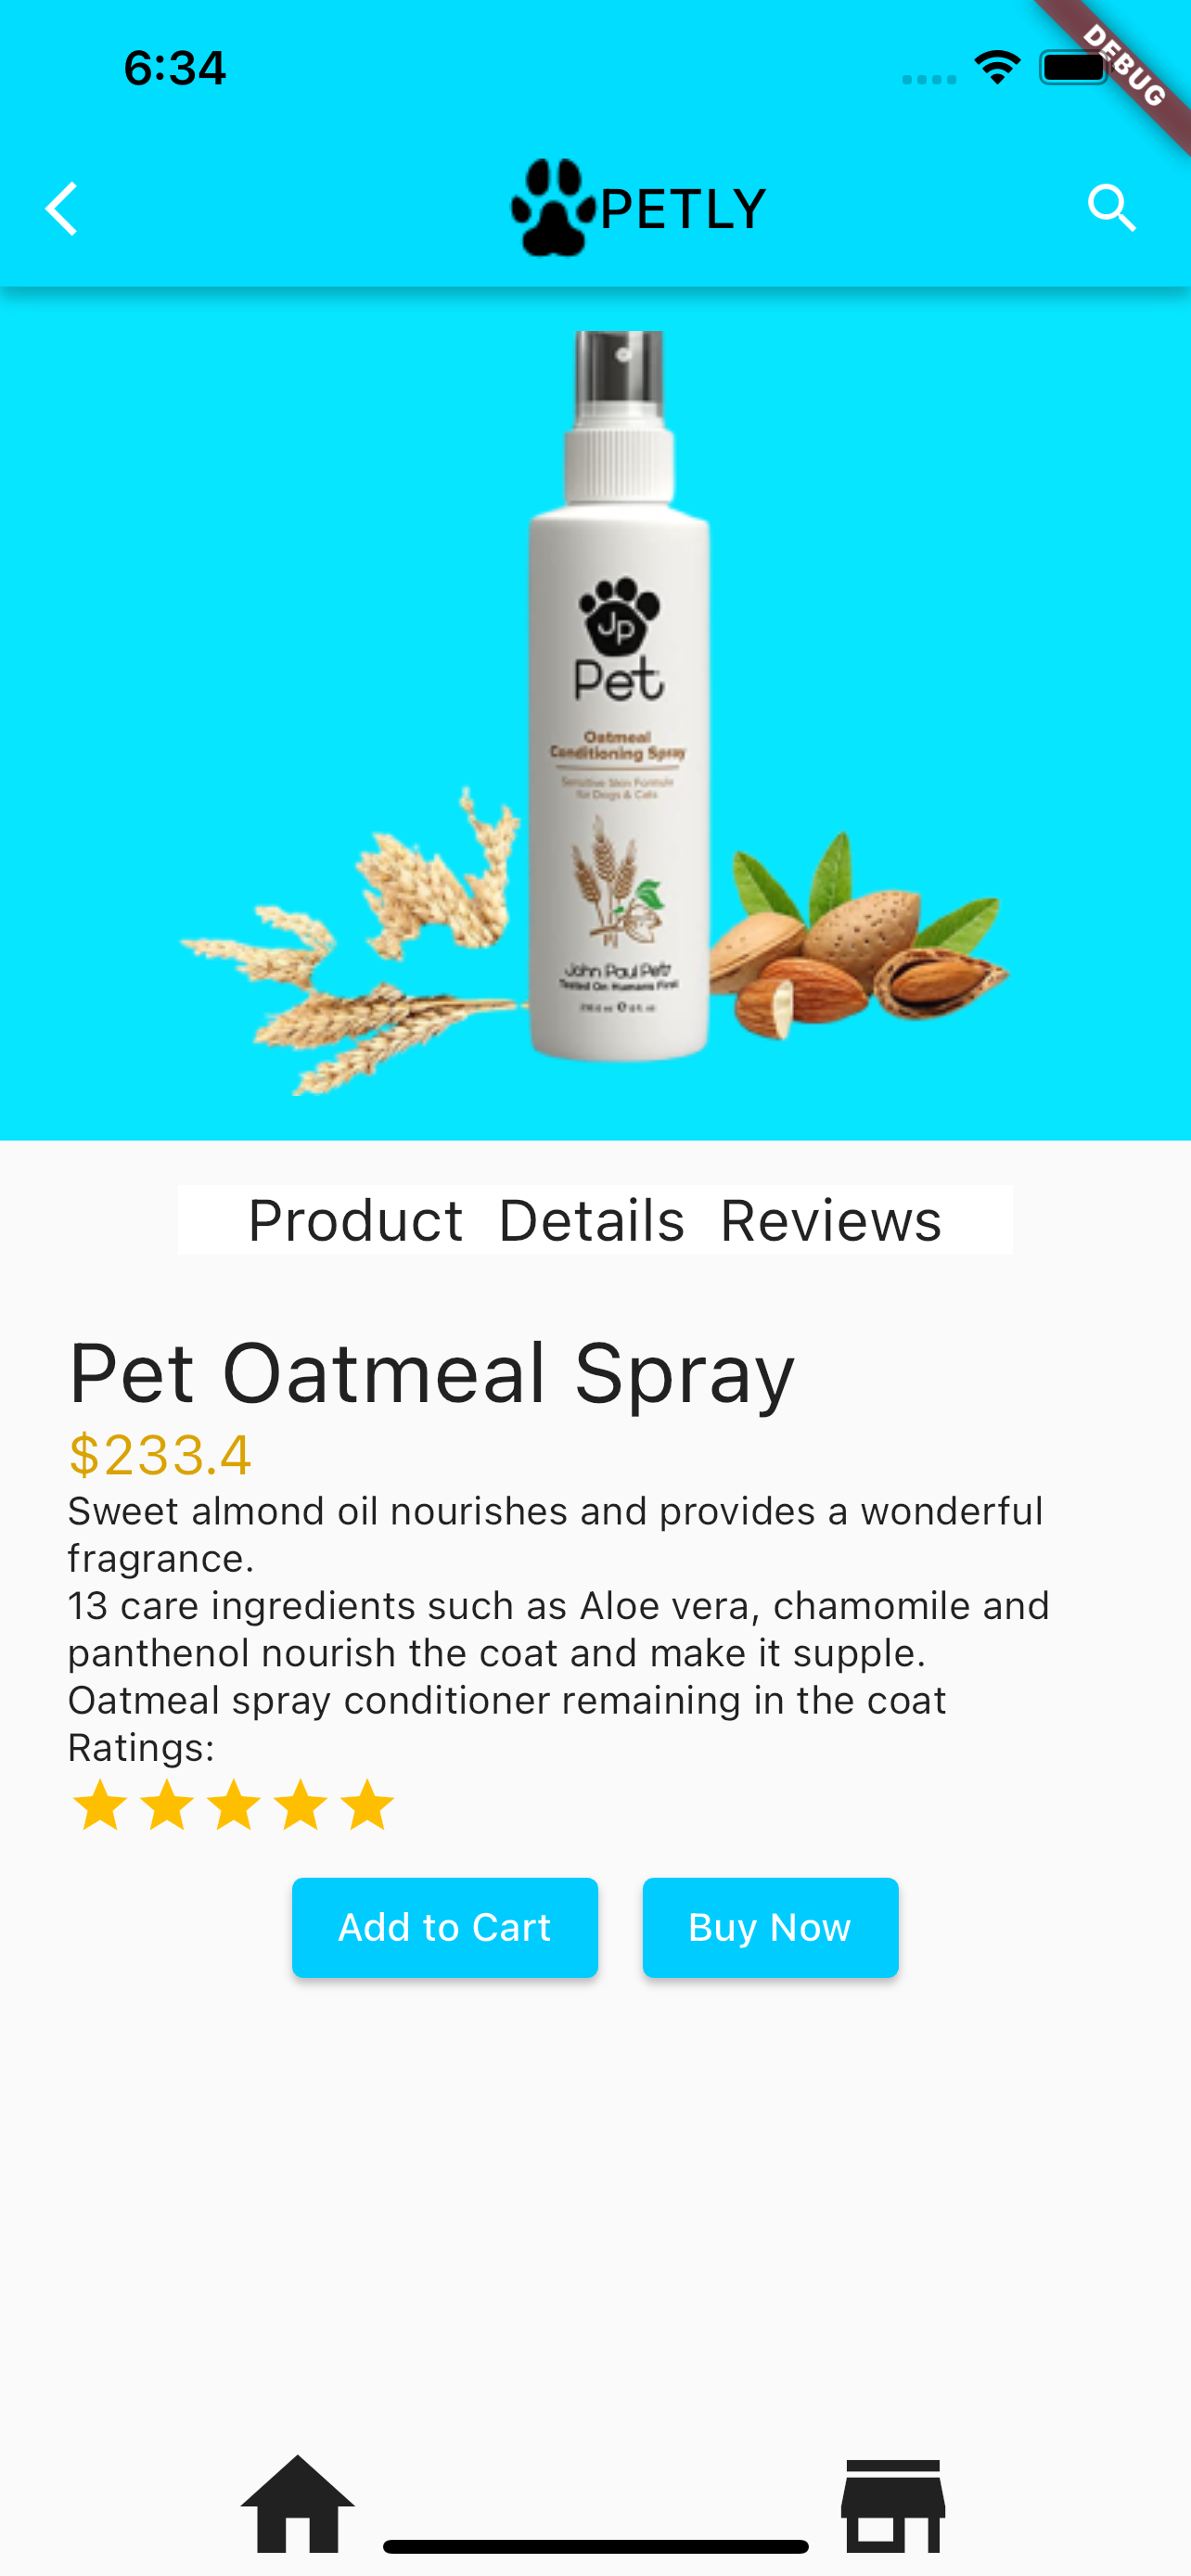 6:34
DEBUG
PETLY
JP
Pet
Oatmeal
Conditioning Spray
Sensitive Skin Formula
for Dogs & Cats
John Paul Pet
Tested On Humans First
Product Details Reviews
Pet Oatmeal Spray
$233.4
Sweet almond oil nourishes and provides a wonderful
fragrance.
13 care ingredients such as Aloe vera, chamomile and
panthenol nourish the coat and make it supple.
Oatmeal spray conditioner remaining in the coat
Ratings:
Add to Cart
Buy Now